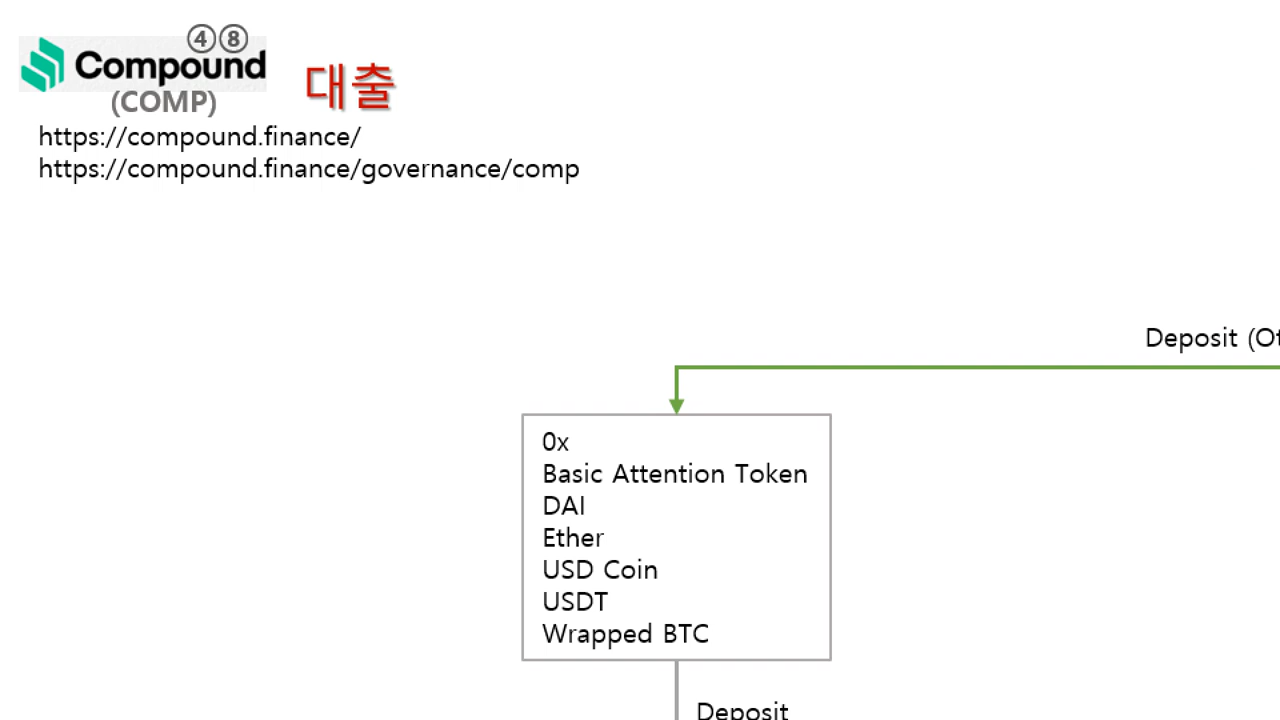 ④⑧
Compound
(COMP)
대출
https://compound.finance/
https://compound.finance/governance/comp
Deposit
0x
Basic Attention Token
DAI
Ether
USD Coin
USDT
Wrapped BTC
Deposit